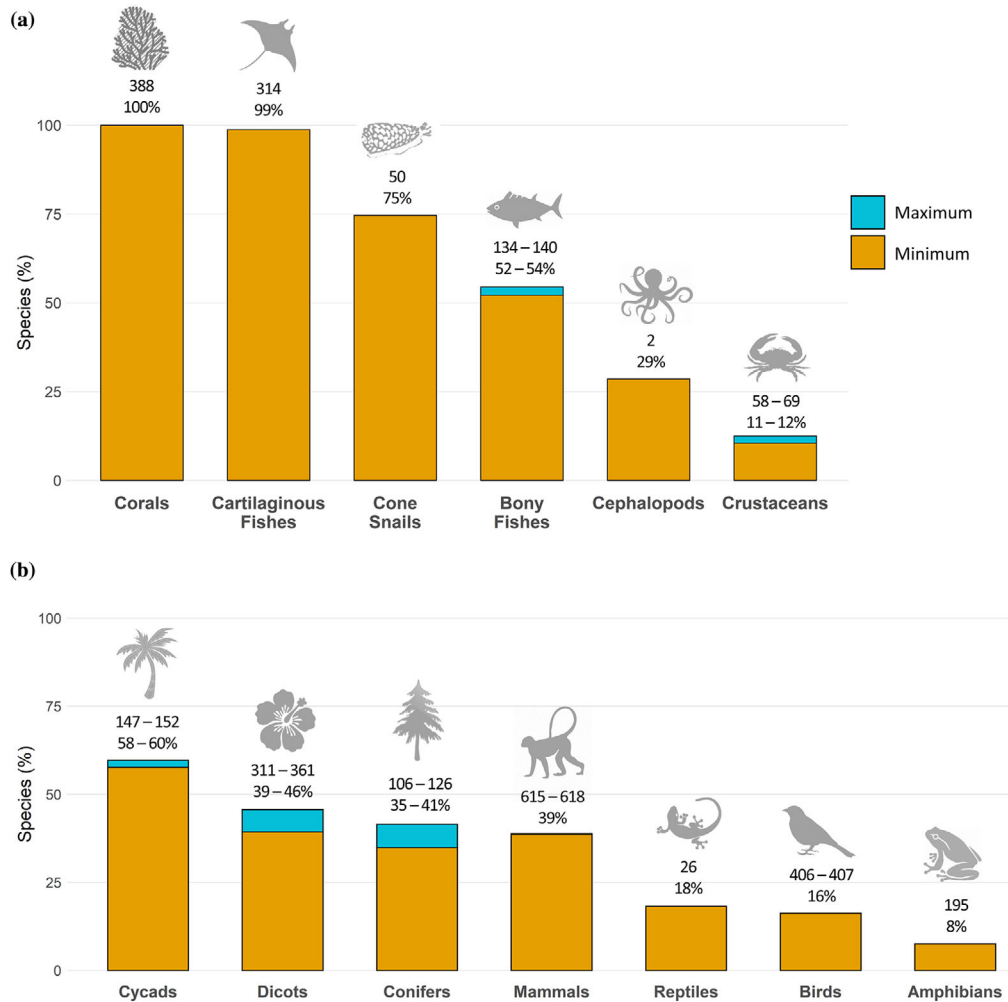 (a)
388
100%
314
99%
50
75%
134 – 140
52 – 54%
2
29%
58 – 69
11 – 12%
Maximum
Minimum
Species (%)
100
75
50
25
0
Corals
Cartilaginous
Fishes
Cone
Snails
Bony
Fishes
Cephalopods
Crustaceans
(b)
147 – 152
58 – 60%
311 – 361
39 – 46%
106 – 126
35 – 41%
615 – 618
39%
26
18%
406 – 407
16%
195
8%
Species (%)
100
75
50
25
0
Cycads
Dicots
Conifers
Mammals
Reptiles
Birds
Amphibians